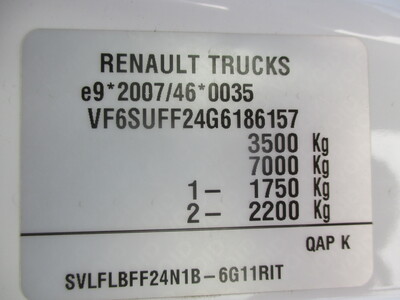 RENAULT TRUCKS
e9*2007/46*0035
VF6SUFF24G6186157
3500 Kg
7000 Kg
1- 1750 Kg
2- 2200 Kg
QAP K
SVLFLBFF24N1B-6G11RIT